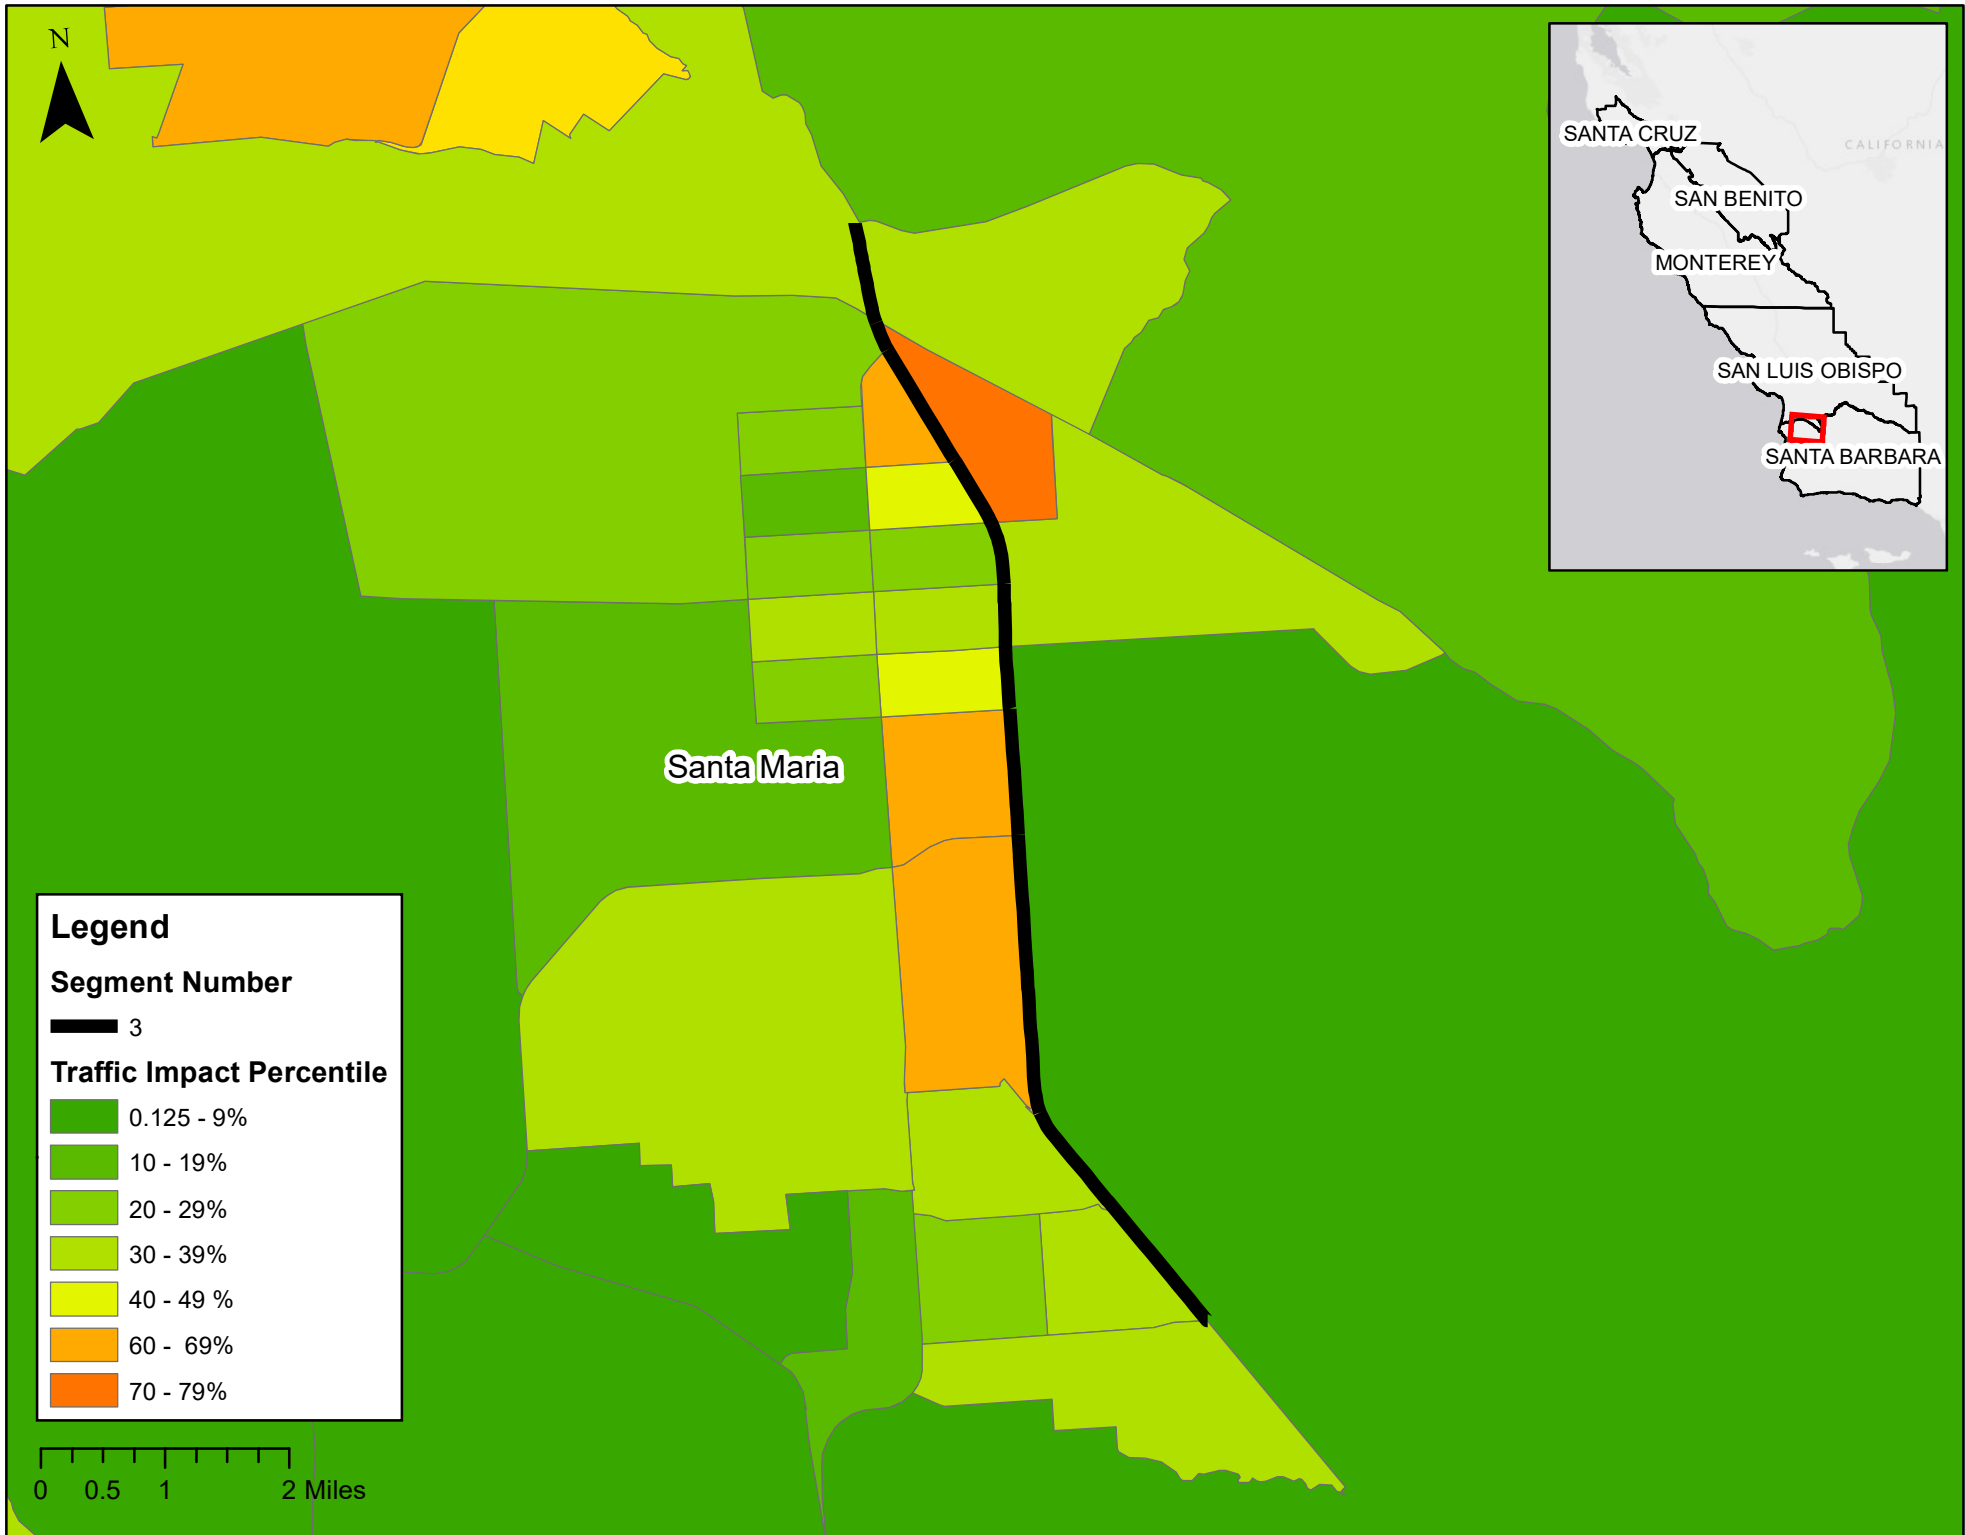 N
SANTA CRUZ
CALIFORNIA
SAN BENITO
MONTEREY
SAN LUIS OBISPO
SANTA BARBARA
Santa Maria
Legend
Segment Number
3
Traffic Impact Percentile
0.125 - 9%
10 - 19%
20 - 29%
30 - 39%
40 - 49 %
60 - 69%
70 - 79%
0 0.5 1 2 Miles